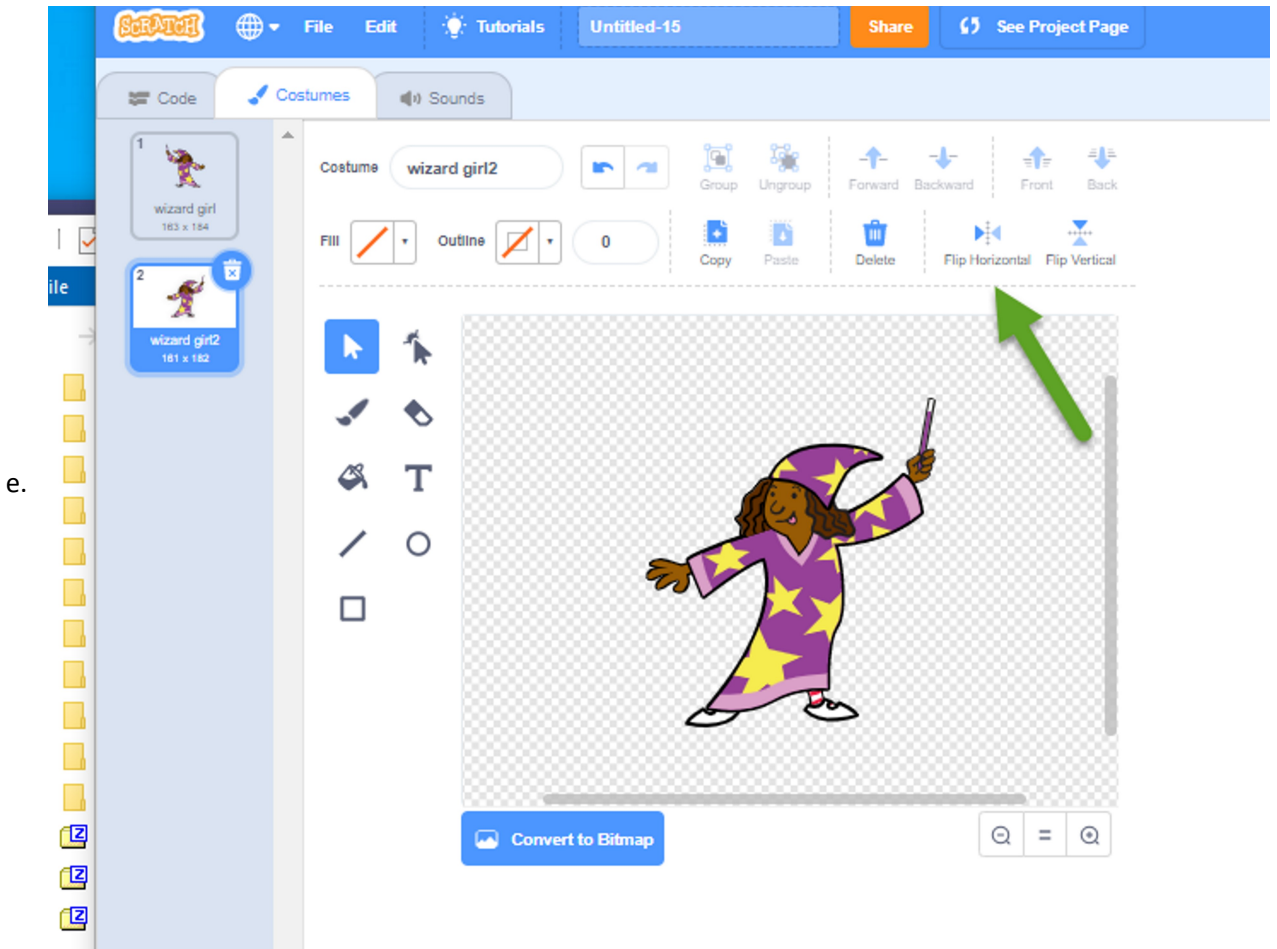 SCRATCH File Edit Tutorials Untitled-15 Share See Project Page
Code Costumes Sounds
1
wizard girl
163 x 184
2
wizard girl2
161 x 182
Costume wizard girl2 Group Ungroup Forward Backward Front Back
Fill Outline 0 Copy Paste Delete Flip Horizontal Flip Vertical
ile
e.
T
Convert to Bitmap
=
Z
Z
Z